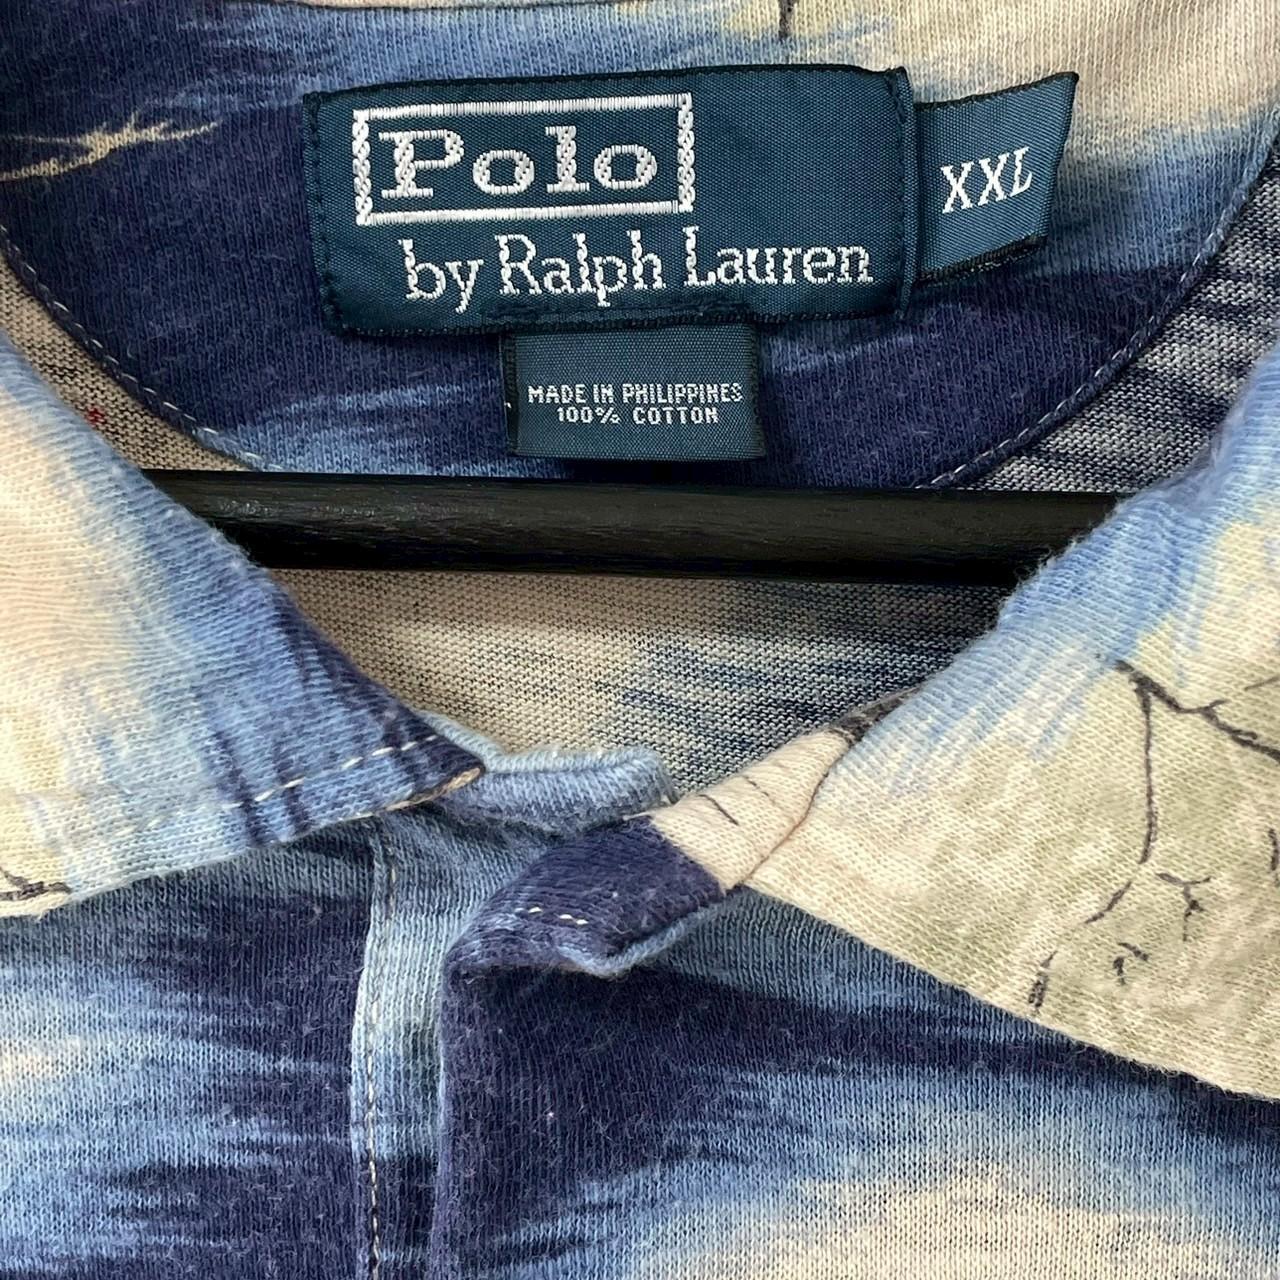 Polo
by Ralph Lauren
XXL
MADE IN PHILIPPINES
100% COTTON